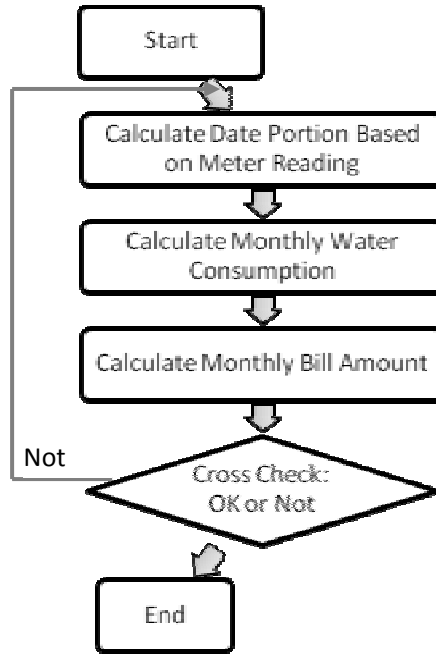 Start
Calculate Date Portion Based
on Meter Reading
Calculate Monthly Water
Consumption
Calculate Monthly Bill Amount
Not
Cross Check:
OK or Not
End